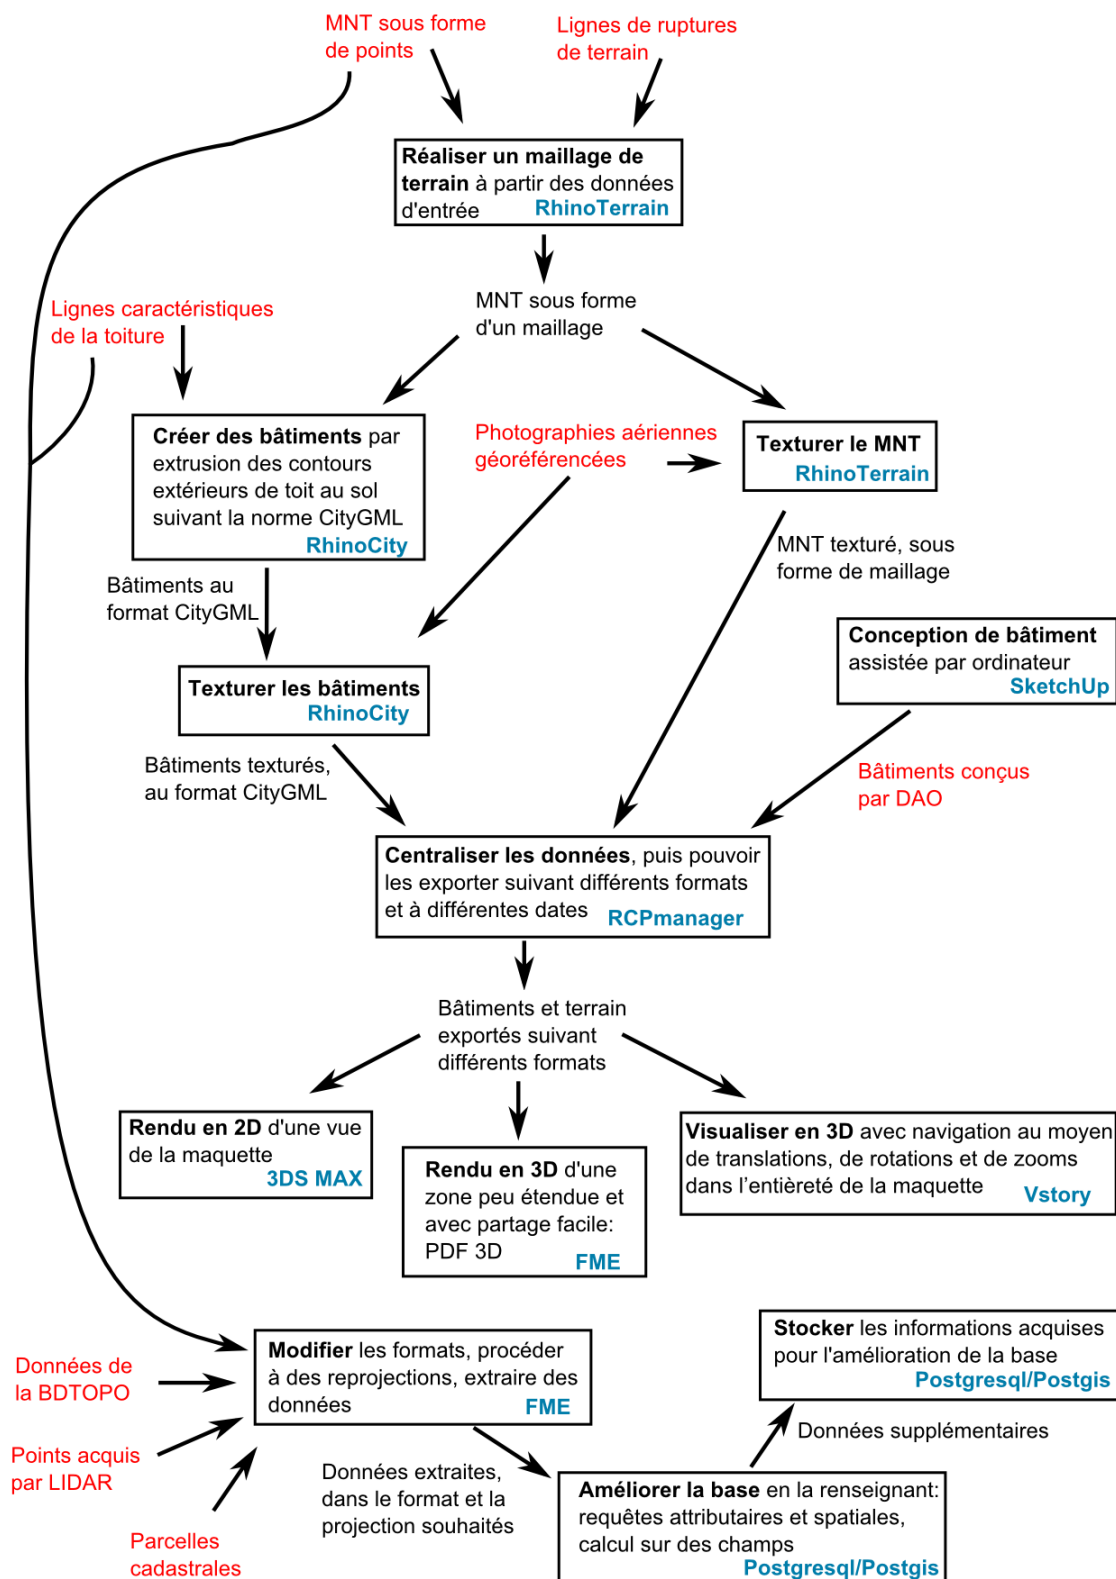 MNT sous forme
de points
Lignes de ruptures
de terrain
Réaliser un maillage de
terrain à partir des données
d'entrée
RhinoTerrain
MNT sous forme
d'un maillage
Lignes caractéristiques
de la toiture
Créer des bâtiments par
extrusion des contours
extérieurs de toit au sol
suivant la norme CityGML
RhinoCity
Photographies aériennes
géoréférencées
Texturer le MNT
RhinoTerrain
MNT texturé, sous
forme de maillage
Bâtiments au
format CityGML
Conception de bâtiment
assistée par ordinateur
SketchUp
Texturer les bâtiments
RhinoCity
Bâtiments texturés,
au format CityGML
Bâtiments conçus
par DAO
Centraliser les données, puis pouvoir
les exporter suivant différents formats
et à différentes dates
RCPmanager
Bâtiments et terrain
exportés suivant
différents formats
Rendu en 2D d'une vue
de la maquette
3DS MAX
Rendu en 3D d'une
zone peu étendue et
avec partage facile:
PDF 3D
FME
Visualiser en 3D avec navigation au moyen
de translations, de rotations et de zooms
dans l’entièreté de la maquette
Vstory
Données de
la BDTOPO
Points acquis
par LIDAR
Parcelles
cadastrales
Modifier les formats, procéder
à des reprojections, extraire des
données
FME
Données extraites,
dans le format et la
projection souhaités
Améliorer la base en la renseignant:
requêtes attributaires et spatiales,
calcul sur des champs
Postgresql/Postgis
Données supplémentaires
Stocker les informations acquises
pour l'amélioration de la base
Postgresql/Postgis